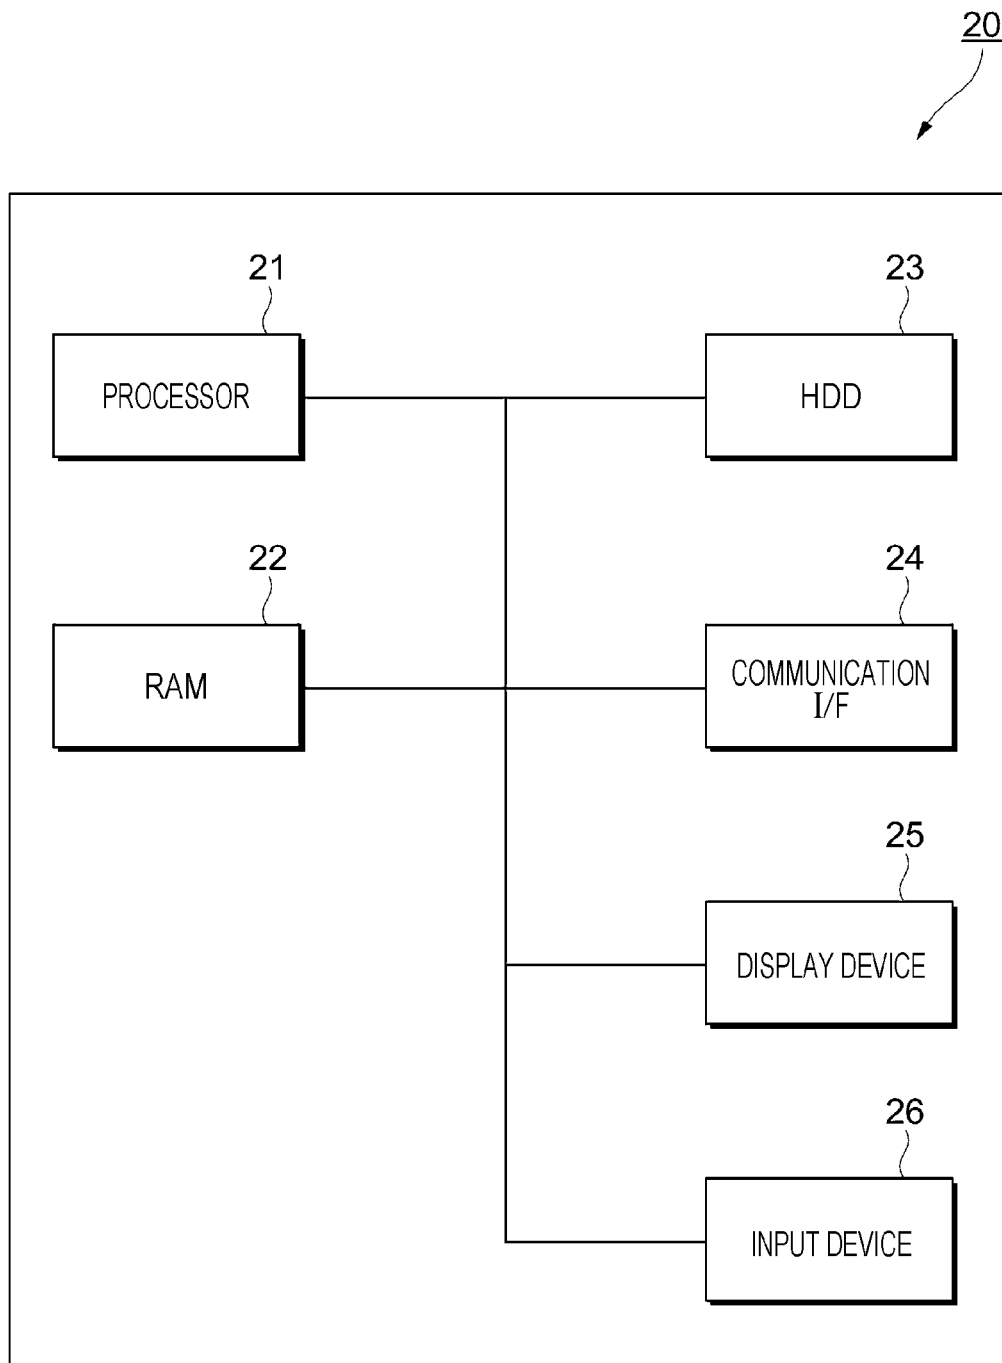 20
21
PROCESSOR
23
HDD
22
RAM
24
COMMUNICATION
I/F
25
DISPLAY DEVICE
26
INPUT DEVICE